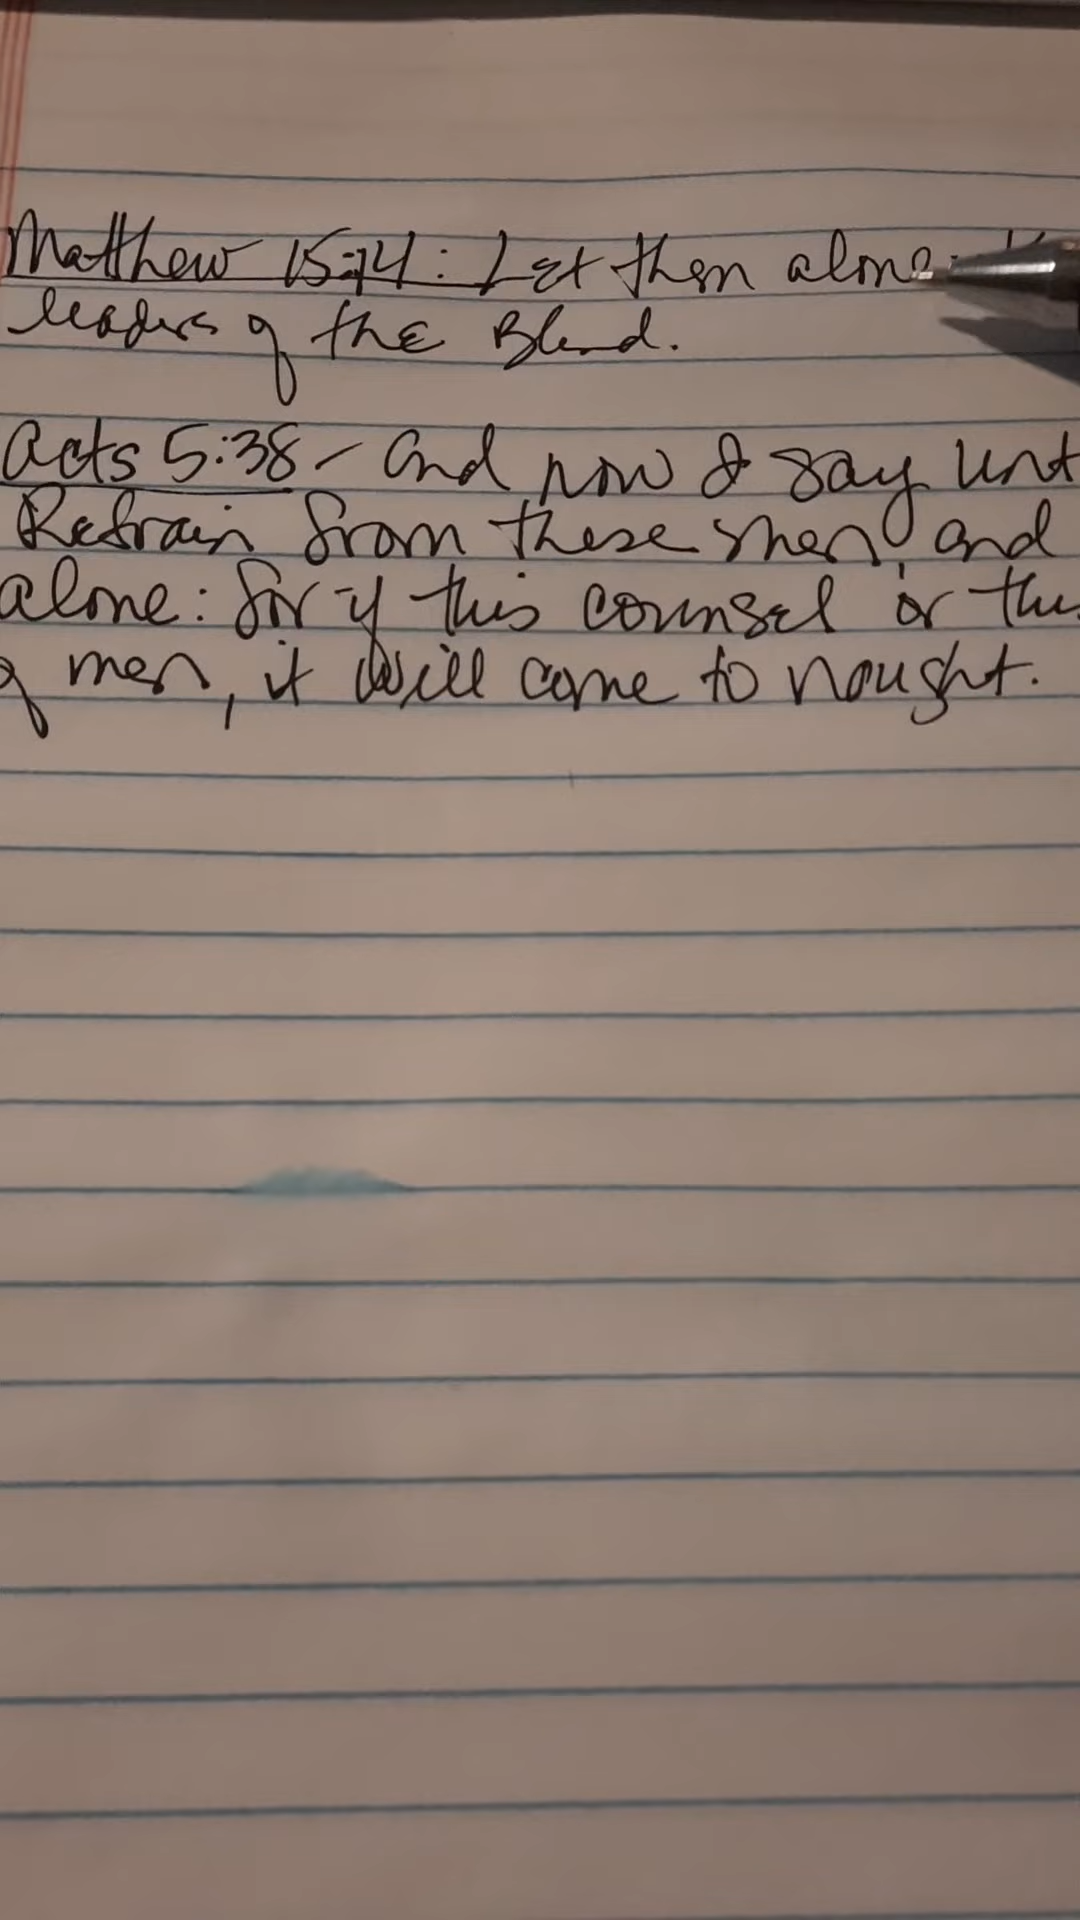 Matthew 15:14: Let them alone:
leaders of the Blind.
Acts 5:38 - And now I say unt
Refrain from these men, and
alone: for if this counsel or thi
of men, it will come to nought.